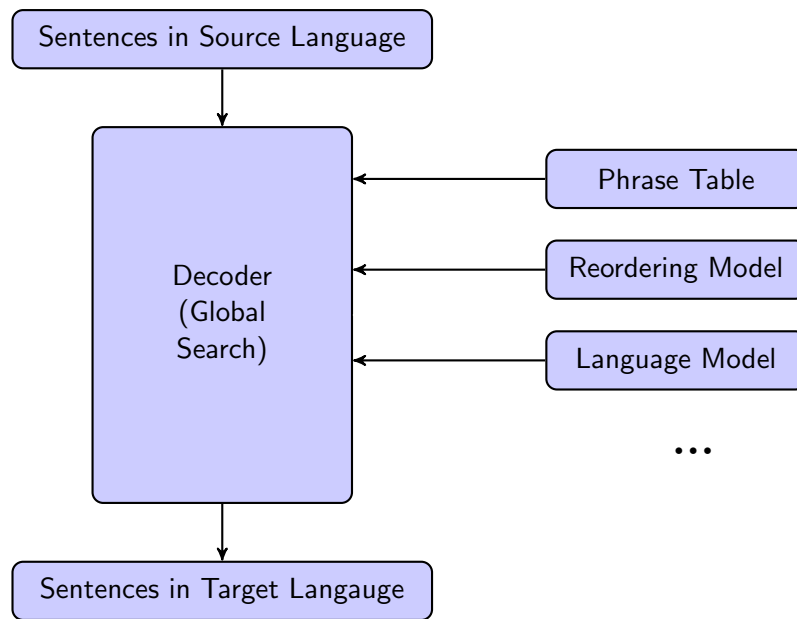 Sentences in Source Language
Decoder
(Global
Search)
Phrase Table
Reordering Model
Language Model
...
Sentences in Target Langauge